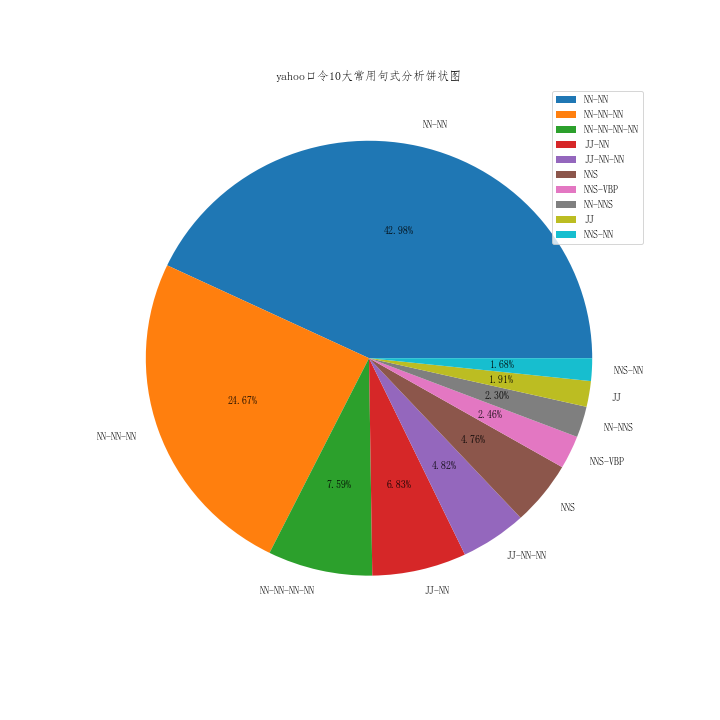 yahoo口令10大常用句式分析饼状图
NN-NN
NN-NN-NN
NN-NN-NN-NN
JJ-NN
JJ-NN-NN
NNS
NNS-VBP
NN-NNS
JJ
NNS-NN
NN-NN
42.98%
NN-NN-NN
24.67%
NN-NN-NN-NN
7.59%
JJ-NN
6.83%
JJ-NN-NN
4.82%
NNS
4.76%
NNS-VBP
2.46%
NN-NNS
2.30%
JJ
1.91%
NNS-NN
1.68%